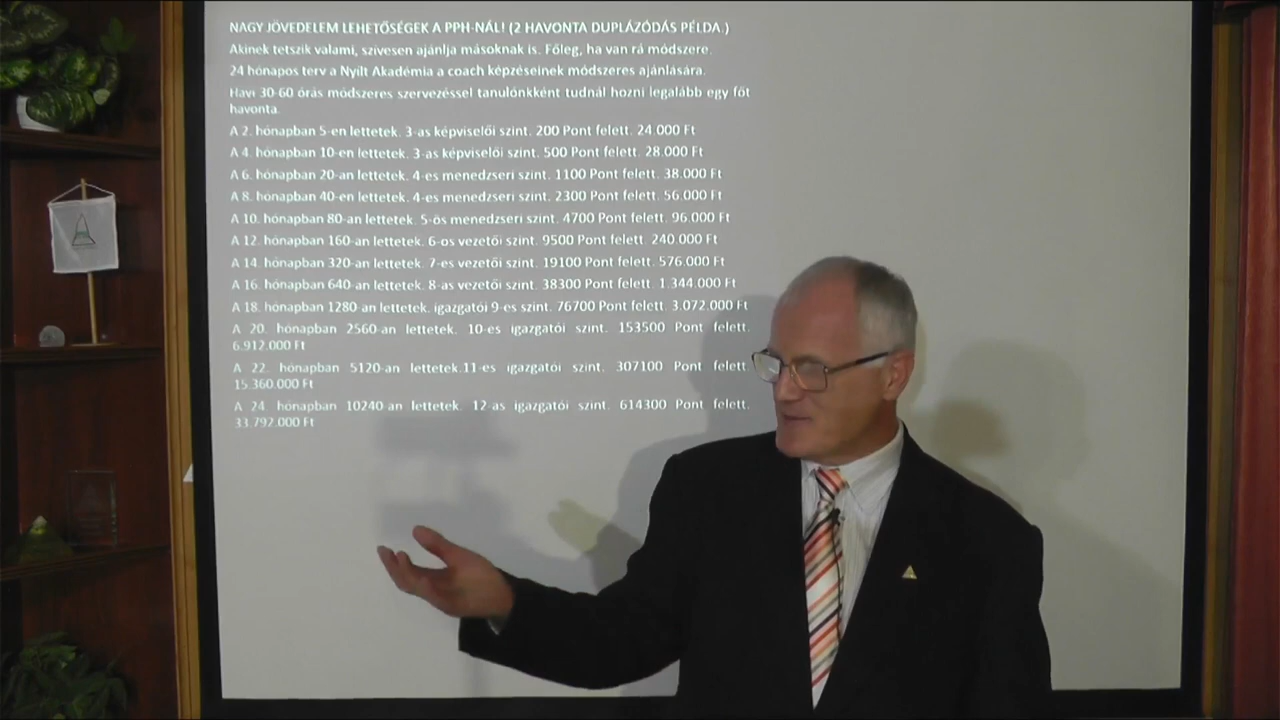 NAGY JÖVEDELEM LEHETŐSÉGEK A PPH-NÁL! (2 HAVONTA DUPLÁZÓDÁS PÉLDA.)
Akinek tetszik valami, szívesen ajánlja másoknak is. Főleg, ha van rá módszere.
24 hónapos terv a Nyílt Akadémia a coach képzéseinek módszeres ajánlására.
Havi 30-60 órás módszeres szervezéssel tanulónkként tudnál hozni legalább egy főt
havonta.
A 2. hónapban 5-en lettetek. 3-as képviselői szint. 200 Pont felett. 24.000 Ft
A 4. hónapban 10-en lettetek. 3-as képviselői szint. 500 Pont felett. 28.000 Ft
A 6. hónapban 20-an lettetek. 4-es menedzseri szint. 1100 Pont felett. 38.000 Ft
A 8. hónapban 40-en lettetek. 4-es menedzseri szint. 2300 Pont felett. 56.000 Ft
A 10. hónapban 80-an lettetek. 5-ös menedzseri szint. 4700 Pont felett. 96.000 Ft
A 12. hónapban 160-an lettetek. 6-os vezetői szint. 9500 Pont felett. 240.000 Ft
A 14. hónapban 320-an lettetek. 7-es vezetői szint. 19100 Pont felett. 576.000 Ft
A 16. hónapban 640-an lettetek. 8-as vezetői szint. 38300 Pont felett. 1.344.000 Ft
A 18. hónapban 1280-an lettetek. igazgatói 9-es szint. 76700 Pont felett. 3.072.000 Ft
A 20. hónapban 2560-an lettetek. 10-es igazgatói szint. 153500 Pont felett.
6.912.000 Ft
A 22. hónapban 5120-an lettetek.11-es igazgatói szint. 307100 Pont felett.
15.360.000 Ft
A 24. hónapban 10240-an lettetek. 12-as igazgatói szint. 614300 Pont felett.
33.792.000 Ft